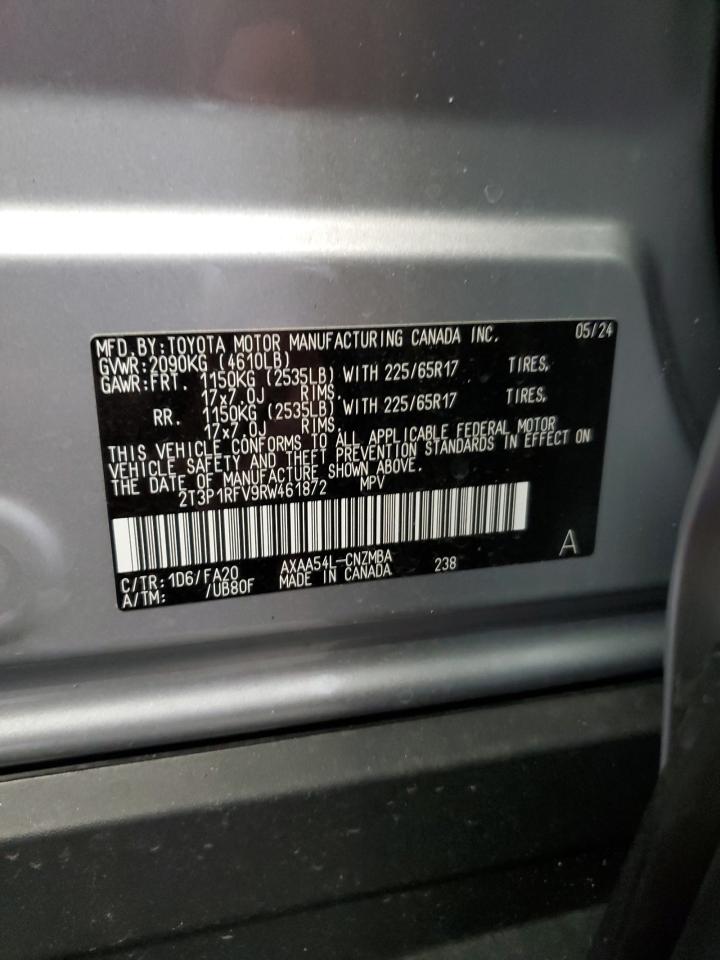 MFD.BY:TOYOTA MOTOR MANUFACTURING CANADA INC. 05/24
GVWR:2090KG (4610LB)
GAWR:FRT. 1150KG (2535LB) WITH 225/65R17 TIRES,
17x7.0J RIMS.
RR. 1150KG (2535LB) WITH 225/65R17 TIRES,
17x7.0J RIMS.
THIS VEHICLE CONFORMS TO ALL APPLICABLE FEDERAL MOTOR
VEHICLE SAFETY AND THEFT PREVENTION STANDARDS IN EFFECT ON
THE DATE OF MANUFACTURE SHOWN ABOVE.
2T3P1RFV9RW461872 MPV
A
C/TR:1D6/FA20 AXAA54L-CNZMBA 238
A/TM: /UB80F MADE IN CANADA